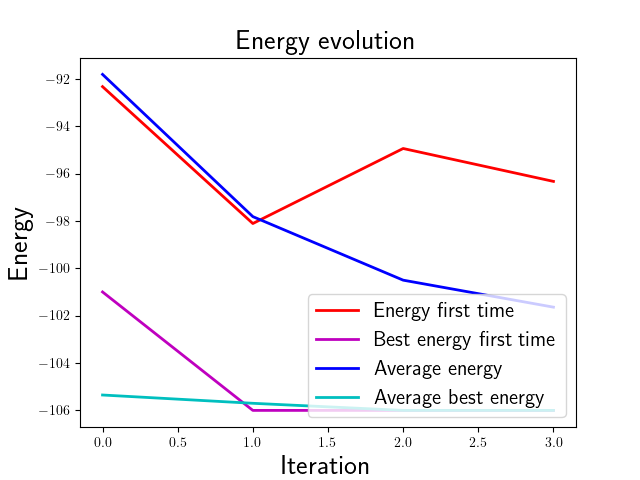 Energy evolution
Energy
−92
−94
−96
−98
−100
−102
−104
−106
Energy first time
Best energy first time
Average energy
Average best energy
0.0 0.5 1.0 1.5 2.0 2.5 3.0
Iteration